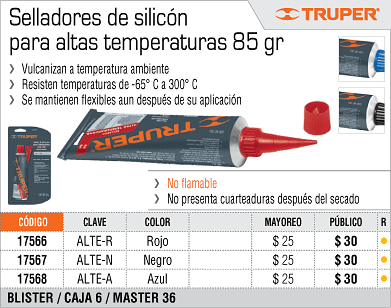 Selladores de silicón
para altas temperaturas 85 gr
TRUPER
› Vulcanizan a temperatura ambiente
› Resisten temperaturas de -65° C a 300° C
› Se mantienen flexibles aun después de su aplicación
TRUPER
TRUPER
› No flamable
› No presenta cuarteaduras después del secado
CÓDIGO CLAVE COLOR MAYOREO PÚBLICO R
17566 ALTE-R Rojo $ 25 $ 30
17567 ALTE-N Negro $ 25 $ 30
17568 ALTE-A Azul $ 25 $ 30
BLISTER / CAJA 6 / MASTER 36